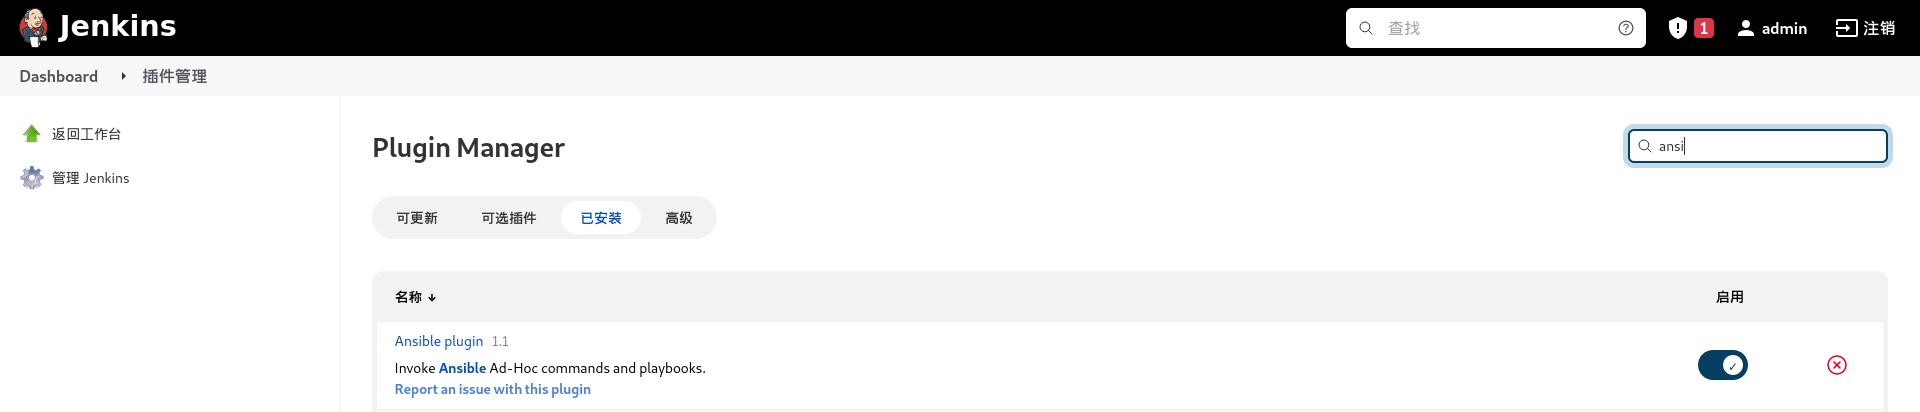 Jenkins
查找
1
admin
注销
Dashboard
插件管理
返回工作台
管理 Jenkins
Plugin Manager
ansi
可更新
可选插件
已安装
高级
名称 ↓
启用
Ansible plugin 1.1
Invoke Ansible Ad-Hoc commands and playbooks.
Report an issue with this plugin